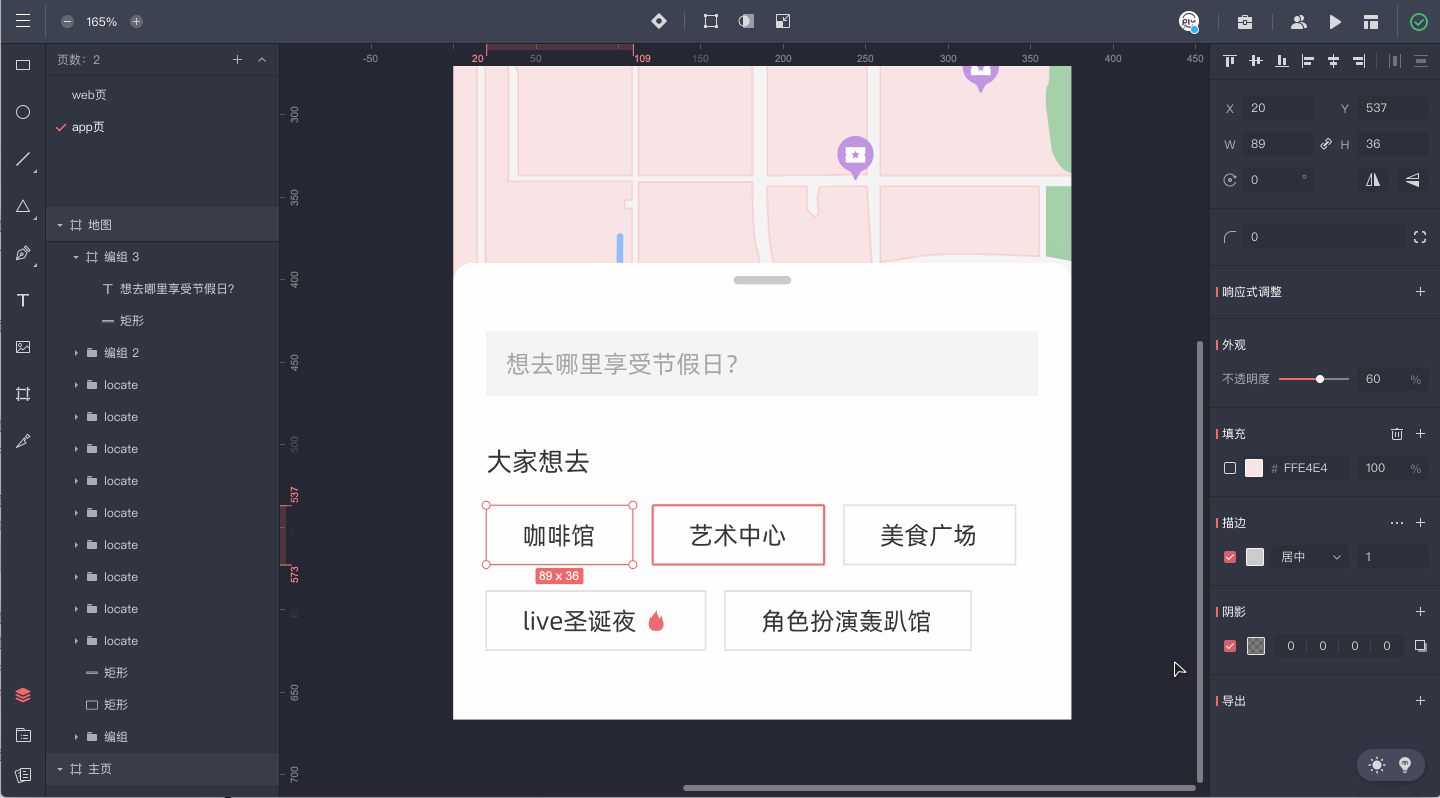 165%
页数：2
web页
app页
地图
编组 3
想去哪里享受节假日?
矩形
编组 2
locate
locate
locate
locate
locate
locate
locate
locate
locate
矩形
矩形
编组
主页
-50
20
50
109
150
200
250
300
350
400
450
300
350
400
450
500
537
573
650
700
想去哪里享受节假日?
大家想去
咖啡馆
艺术中心
美食广场
89 x 36
live圣诞夜
角色扮演轰趴馆
X 20 Y 537
W 89 H 36
0 °
0
响应式调整
外观
不透明度 60 %
填充
# FFE4E4 100 %
描边
居中 1
阴影
0 0 0 0
导出